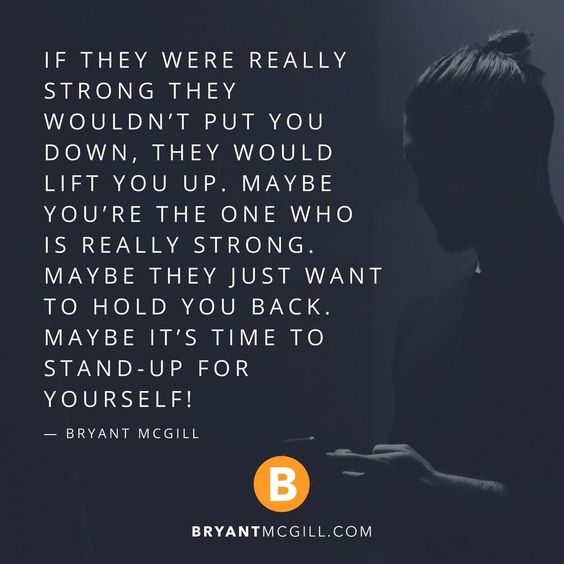 IF THEY WERE REALLY
STRONG THEY
WOULDN’T PUT YOU
DOWN, THEY WOULD
LIFT YOU UP. MAYBE
YOU’RE THE ONE WHO
IS REALLY STRONG.
MAYBE THEY JUST WANT
TO HOLD YOU BACK.
MAYBE IT’S TIME TO
STAND-UP FOR
YOURSELF!
— BRYANT MCGILL
B
BRYANTMCGILL.COM